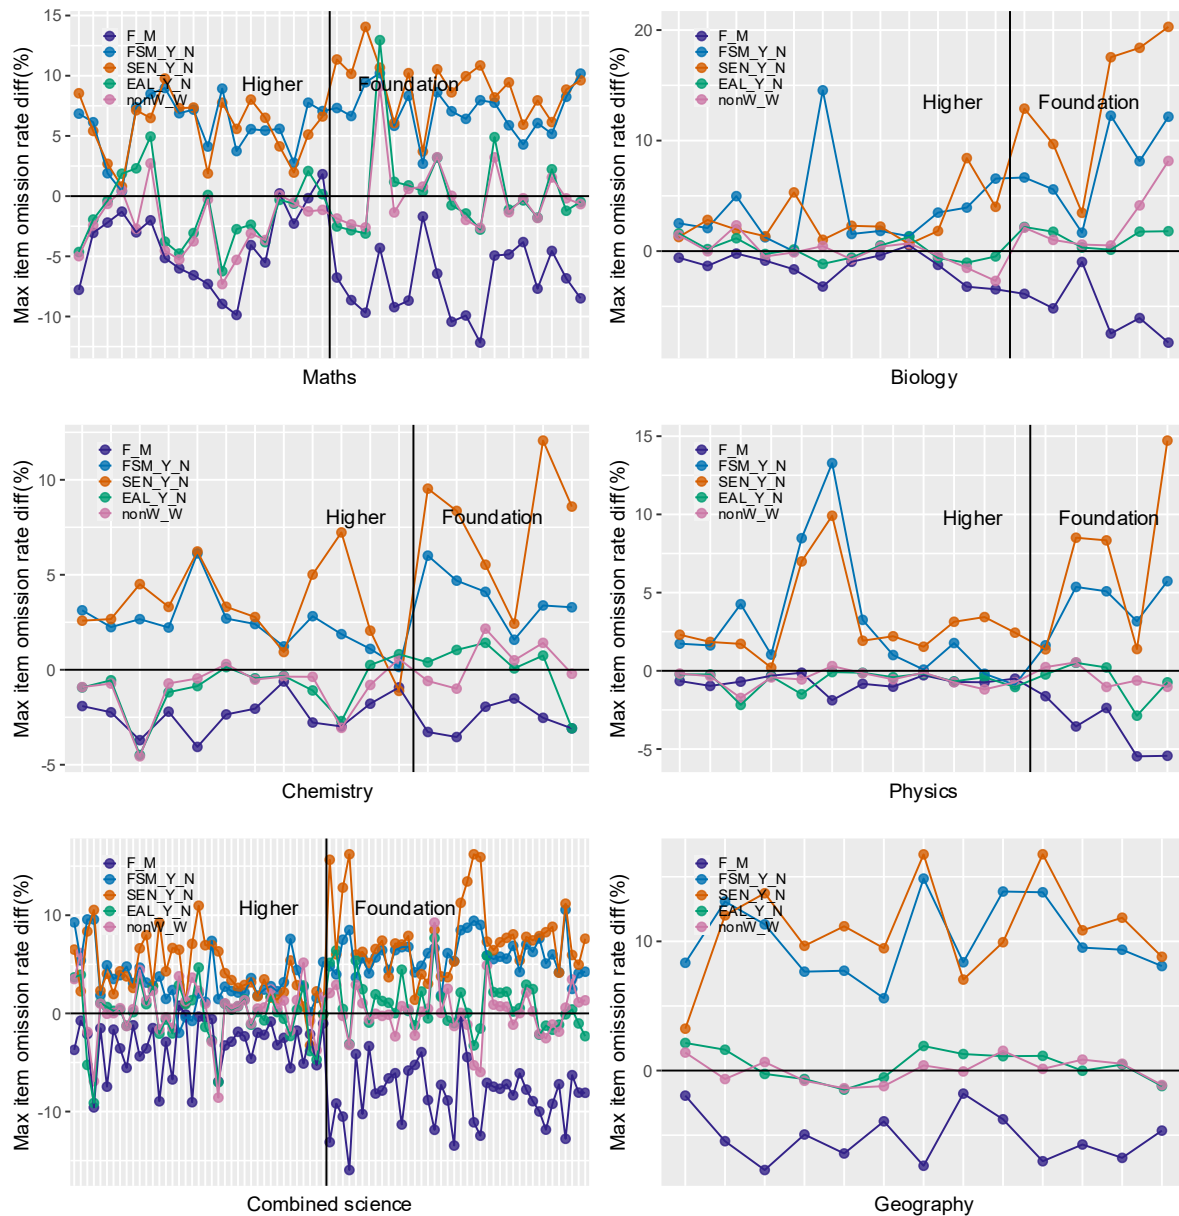 Max item omission rate diff(%)
15
10
5
0
-5
-10
F_M
FSM_Y_N
SEN_Y_N
EAL_Y_N
nonW_W
Higher
Foundation
Maths
Max item omission rate diff(%)
20
10
0
F_M
FSM_Y_N
SEN_Y_N
EAL_Y_N
nonW_W
Higher
Foundation
Biology
Max item omission rate diff(%)
10
5
0
-5
F_M
FSM_Y_N
SEN_Y_N
EAL_Y_N
nonW_W
Higher
Foundation
Chemistry
Max item omission rate diff(%)
15
10
5
0
-5
F_M
FSM_Y_N
SEN_Y_N
EAL_Y_N
nonW_W
Higher
Foundation
Physics
Max item omission rate diff(%)
10
0
-10
F_M
FSM_Y_N
SEN_Y_N
EAL_Y_N
nonW_W
Higher
Foundation
Combined science
Max item omission rate diff(%)
10
0
F_M
FSM_Y_N
SEN_Y_N
EAL_Y_N
nonW_W
Geography